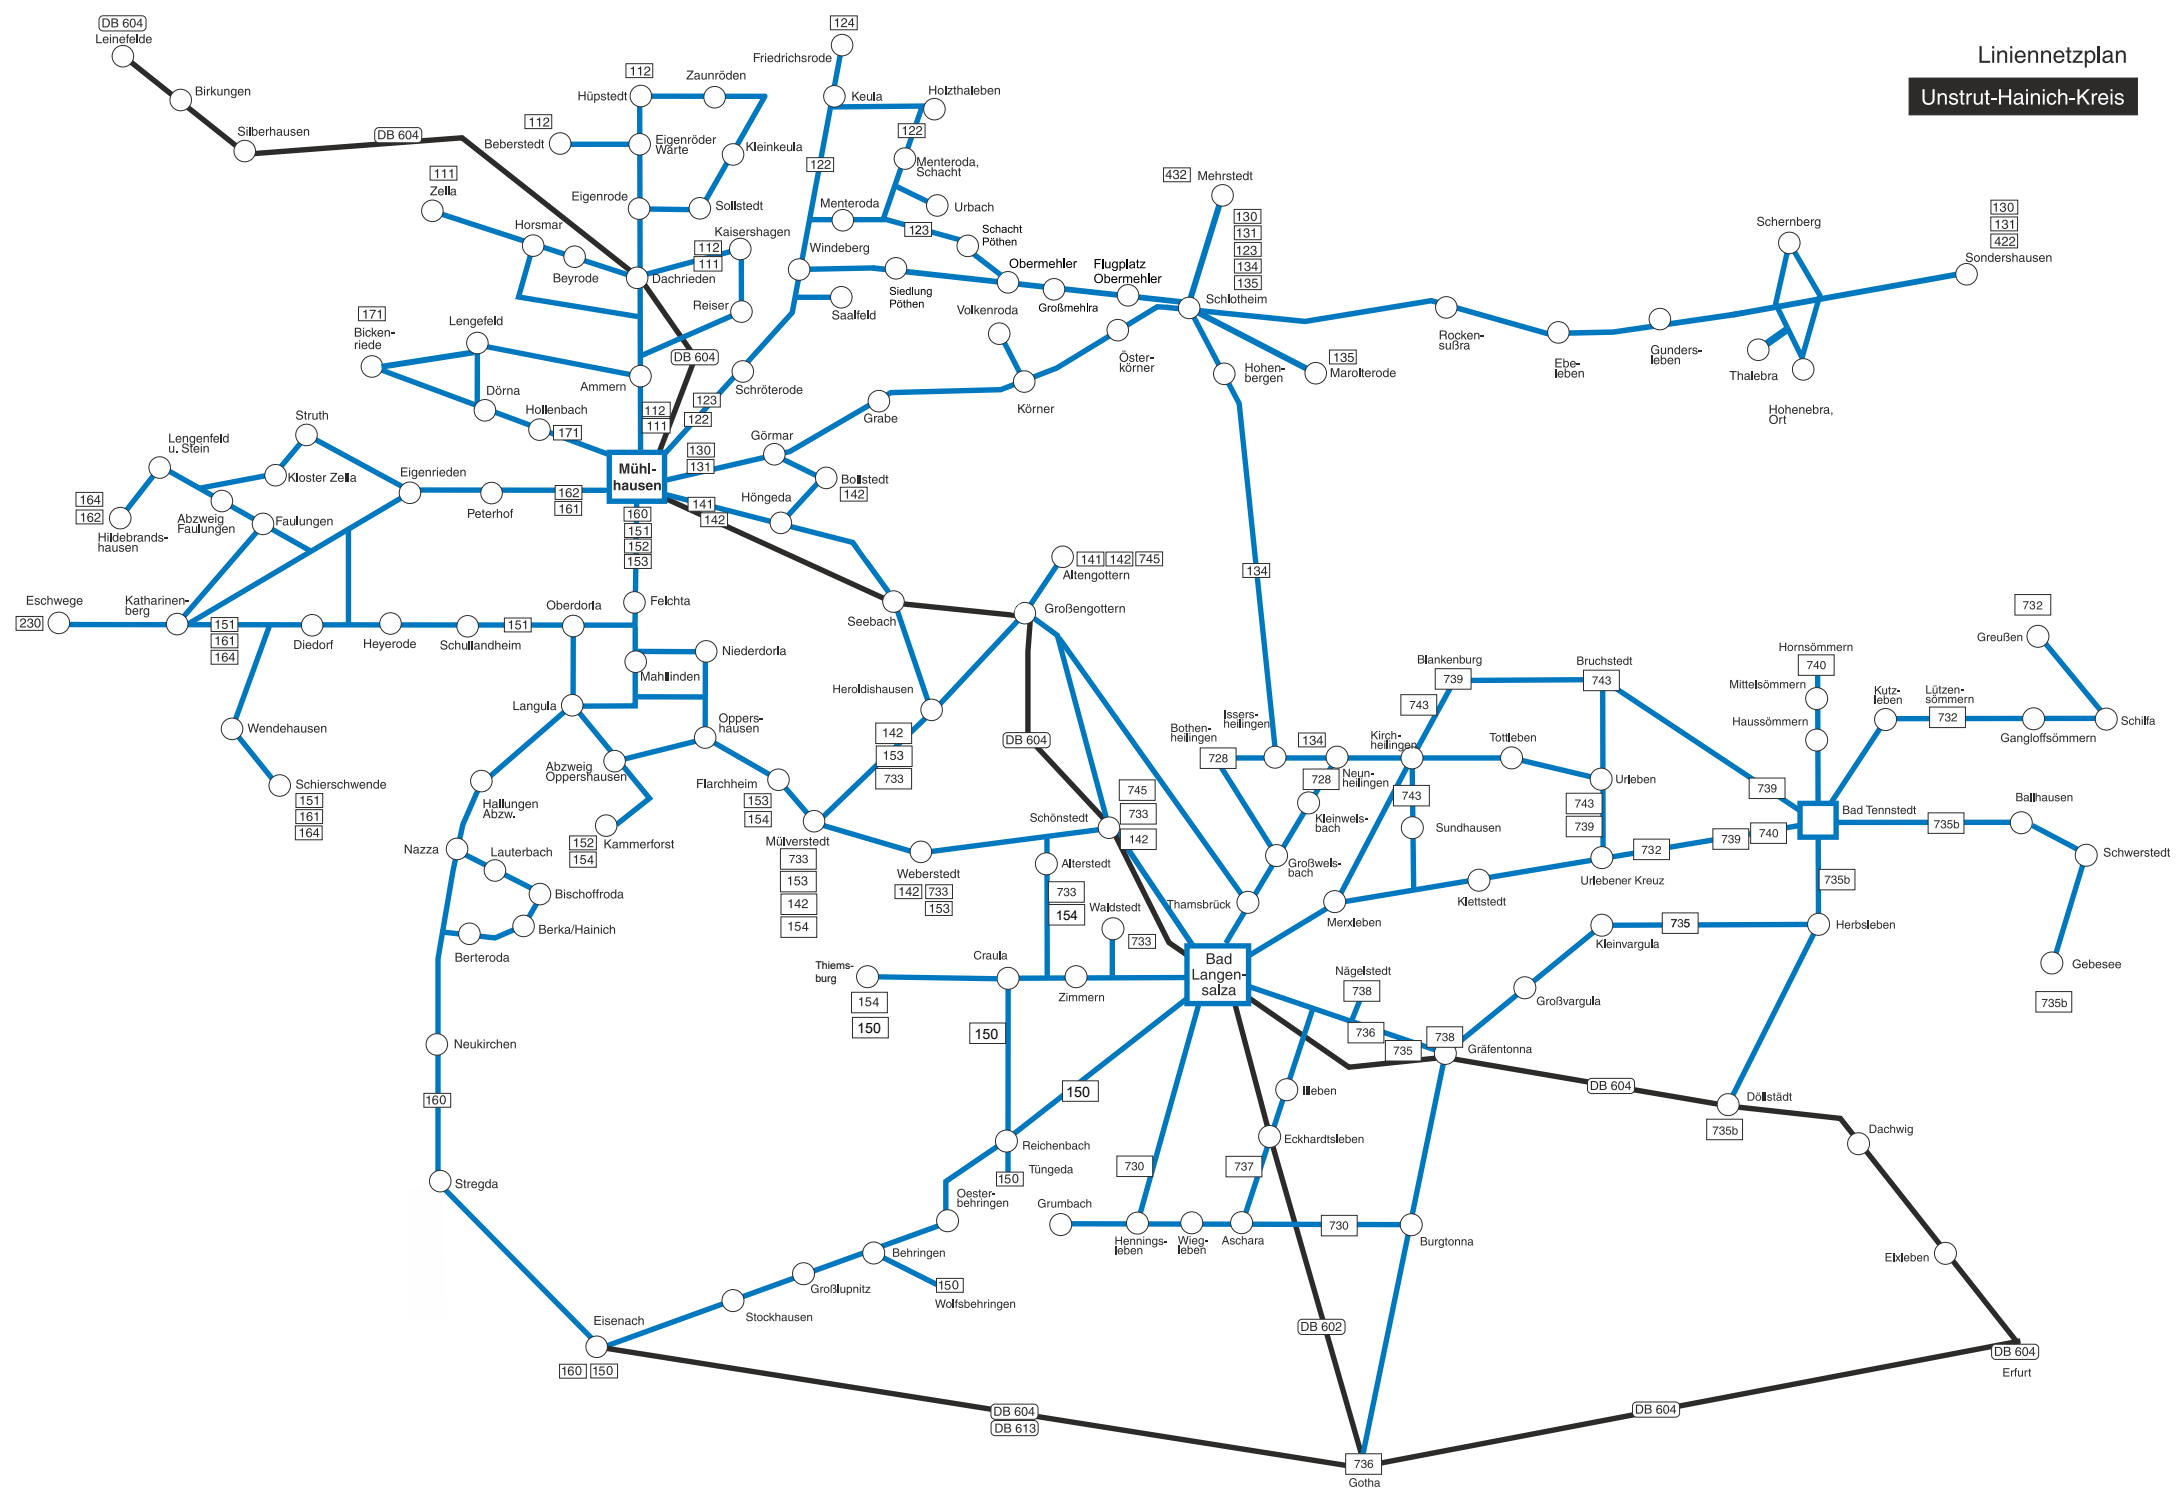 Liniennetzplan
Unstrut-Hainich-Kreis
DB 604
Leinefelde
Birkungen
Silberhausen
DB 604
112
Hüpstedt
Zaunröden
112
Beberstedt
Eigenröder
Warte
Kleinkeula
111
Zella
Eigenrode
Sollstedt
Horsmar
Beyrode
Dachrieden
Kaisershagen
112
111
Reiser
171
Bicken-
riede
Lengefeld
Dörna
Hollenbach
171
Ammern
DB 604
112
111
124
Friedrichsrode
Keula
Holzthaleben
122
122
Menteroda,
Schacht
Urbach
Menteroda
123
Schacht
Pöthen
Windeberg
Siedlung
Pöthen
Saalfeld
Schröterode
123
122
Obermehler
Großmehlra
Flugplatz
Obermehler
432
Mehrstedt
130
131
123
134
135
Schlotheim
Volkenroda
Öster-
körner
Körner
Grabe
Görmar
130
131
Hohen-
bergen
135
Marolterode
Rocken-
sußra
Ebe-
leben
Gunders-
leben
Schernberg
Thalebra
Hohenebra,
Ort
130
131
422
Sondershausen
Struth
Lengenfeld
u. Stein
Kloster Zella
Eigenrieden
164
162
Hildebrands-
hausen
Abzweig
Faulungen
Faulungen
Peterhof
162
161
Mühl-
hausen
Bollstedt
142
Höngeda
141
142
160
151
152
153
Eschwege
230
Katharinen-
berg
151
161
164
Diedorf
Heyerode
Schullandheim
151
Oberdorla
Felchta
Niederdorla
Mahlinden
Langula
Oppers-
hausen
Abzweig
Oppershausen
Wendehausen
Schierschwende
151
161
164
Hallungen
Abzw.
152
154
Kammerforst
Nazza
Lauterbach
Bischoffroda
Berka/Hainich
Berteroda
Neukirchen
160
Stregda
Eisenach
160
150
Seebach
141
142
745
Altengottern
Großengottern
Heroldishausen
142
153
733
Flarchheim
153
154
Mülverstedt
733
153
142
154
Weberstedt
142
733
153
DB 604
Schönstedt
745
733
142
Alterstedt
733
154
Waldstedt
733
Thiems-
burg
154
150
Craula
Zimmern
150
150
Reichenbach
150
Tüngeda
Oester-
behringen
Behringen
150
Wolfsbehringen
Großlupnitz
Stockhausen
134
Issers-
heilingen
Bothen-
heilingen
728
134
Neun-
heilingen
728
Kleinwels-
bach
Großwels-
bach
Thamsbrück
Kirch-
heilingen
743
Blankenburg
739
Bruchstedt
743
Tottleben
743
Sundhausen
Urleben
743
739
Urlebener Kreuz
Merxleben
Klettstedt
732
739
740
739
Hornsömmern
740
Mittelsömmern
Haussömmern
Bad Tennstedt
Kutz-
leben
Lützen-
sömmern
732
Gangloffsömmern
Schilfa
732
Greußen
735b
Ballhausen
Schwerstedt
Gebesee
735b
735b
Herbsleben
735
Kleinvargula
Großvargula
Bad
Langen-
salza
Nägelstedt
738
736
735
738
Gräfentonna
Illeben
Eckhardtsleben
737
730
Grumbach
Hennings-
leben
Wieg-
leben
Aschara
730
Burgtonna
DB 604
Döllstädt
735b
Dachwig
Elxleben
DB 604
Erfurt
DB 602
DB 604
DB 613
DB 604
736
Gotha